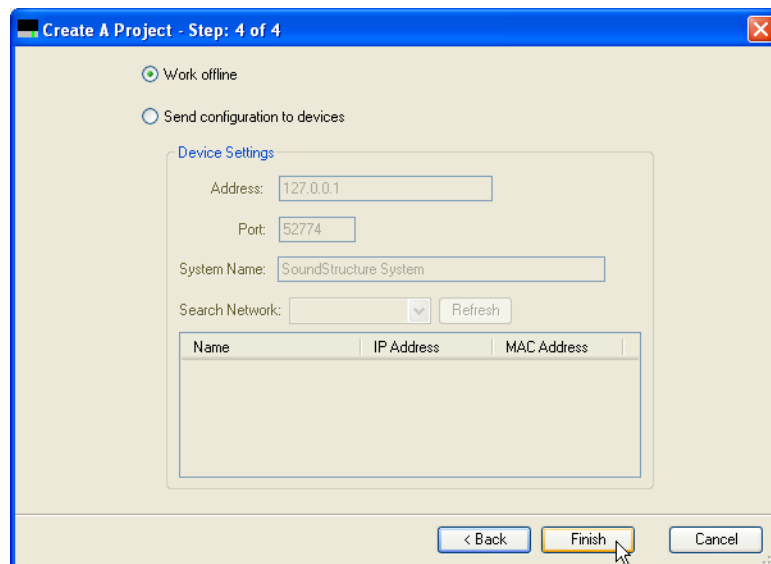 Create A Project - Step: 4 of 4
Work offline
Send configuration to devices
Device Settings
Address: 127.0.0.1
Port: 52774
System Name: SoundStructure System
Search Network: Refresh
Name IP Address MAC Address
< Back Finish Cancel